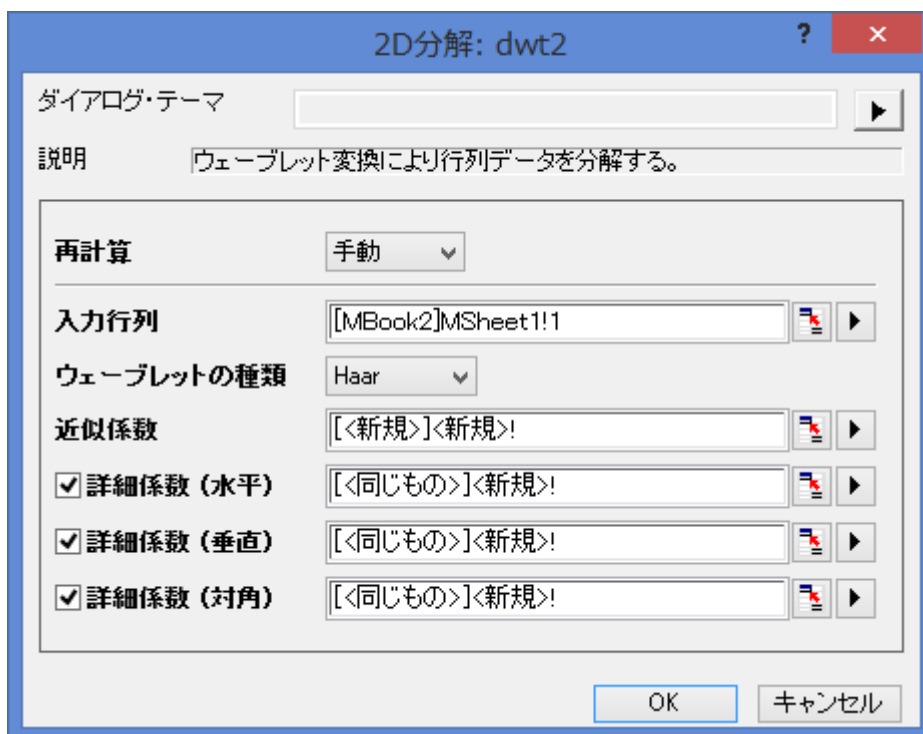 2D分解: dwt2
?
×
ダイアログ・テーマ
説明 ウェーブレット変換により行列データを分解する。
再計算 手動
入力行列 [MBook2]MSheet1!1
ウェーブレットの種類 Haar
近似係数 [<新規>]<新規>!
詳細係数 (水平) [<同じもの>]<新規>!
詳細係数 (垂直) [<同じもの>]<新規>!
詳細係数 (対角) [<同じもの>]<新規>!
OK キャンセル